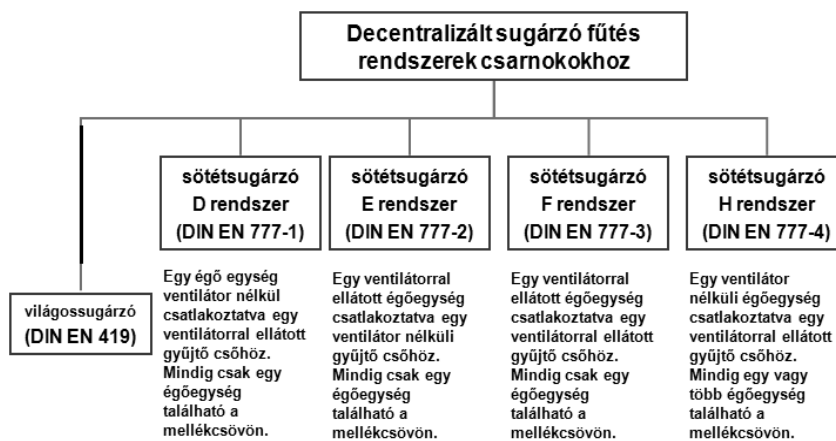 Decentralizált sugárzó fűtés
rendszerek csarnokokhoz
sötétsugárzó
D rendszer
(DIN EN 777-1)
Egy égő egység
ventilátor nélkül
csatlakoztatva egy
ventilátorral ellátott
gyűjtő csőhöz.
Mindig csak egy
égőegység
található a
mellékcsövön.
sötétsugárzó
E rendszer
(DIN EN 777-2)
Egy ventilátorral
ellátott égőegység
csatlakoztatva egy
ventilátor nélküli
gyűjtő csőhöz.
Mindig csak egy
égőegység
található a
mellékcsövön.
sötétsugárzó
F rendszer
(DIN EN 777-3)
Egy ventilátorral
ellátott égőegység
csatlakoztatva egy
ventilátorral ellátott
gyűjtő csőhöz.
Mindig csak egy
égőegység
található a
mellékcsövön.
sötétsugárzó
H rendszer
(DIN EN 777-4)
Egy ventilátor
nélküli égőegység
csatlakoztatva egy
ventilátorral ellátott
gyűjtő csőhöz.
Mindig egy vagy
több égőegység
található a
mellékcsövön.
világossugárzó
(DIN EN 419)